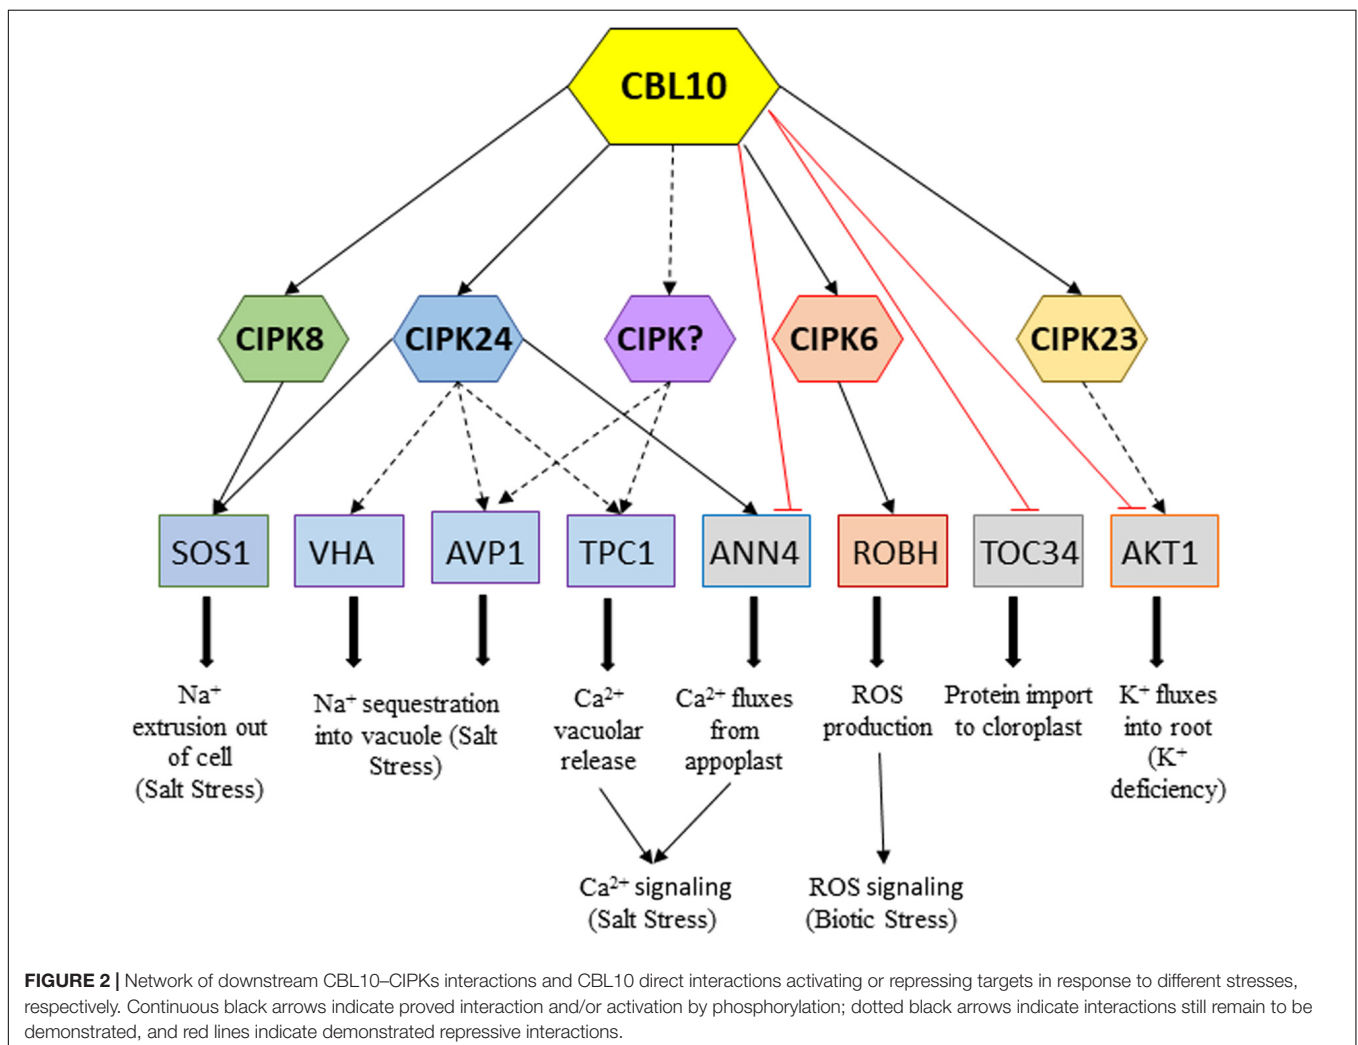 CBL10
CIPK8
CIPK24
CIPK?
CIPK6
CIPK23
SOS1
VHA
AVP1
TPC1
ANN4
ROBH
TOC34
AKT1
Na⁺
extrusion out
of cell
(Salt Stress)
Na⁺ sequestration
into vacuole (Salt
Stress)
Ca²⁺
vacuolar
release
Ca²⁺ fluxes
from
appoplast
ROS
production
Protein import
to cloroplast
K⁺ fluxes
into root
(K⁺
deficiency)
Ca²⁺ signaling
(Salt Stress)
ROS signaling
(Biotic Stress)
FIGURE 2 | Network of downstream CBL10–CIPKs interactions and CBL10 direct interactions activating or repressing targets in response to different stresses,
respectively. Continuous black arrows indicate proved interaction and/or activation by phosphorylation; dotted black arrows indicate interactions still remain to be
demonstrated, and red lines indicate demonstrated repressive interactions.